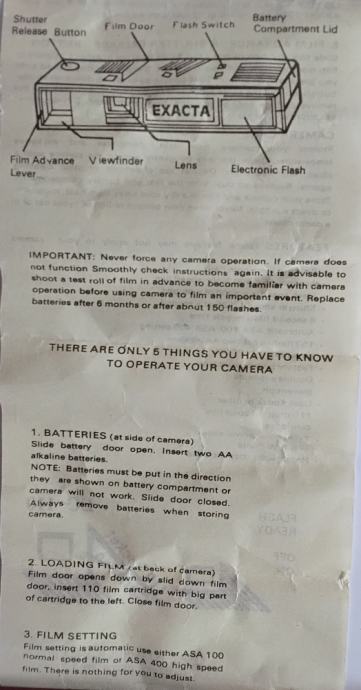 Shutter
Release Button
Film Door
Flash Switch
Battery
Compartment Lid
EXACTA
Film Advance
Lever
Viewfinder
Lens
Electronic Flash
IMPORTANT: Never force any camera operation. If camera does
not function Smoothly check instructions again. It is advisable to
shoot a test roll of film in advance to become familiar with camera
operation before using camera to film an important event. Replace
batteries after 6 months or after about 150 flashes.
THERE ARE ONLY 5 THINGS YOU HAVE TO KNOW
TO OPERATE YOUR CAMERA
1. BATTERIES (at side of camera)
Slide battery door open. Insert two AA
alkaline batteries.
NOTE: Batteries must be put in the direction
they are shown on battery compartment or
camera will not work. Slide door closed.
Always remove batteries when storing
camera.
2. LOADING FILM (at back of camera)
Film door opens down by slid down film
door, insert 110 film cartridge with big part
of cartridge to the left. Close film door.
3. FILM SETTING
Film setting is automatic use either ASA 100
normal speed film or ASA 400 high speed
film. There is nothing for you to adjust.